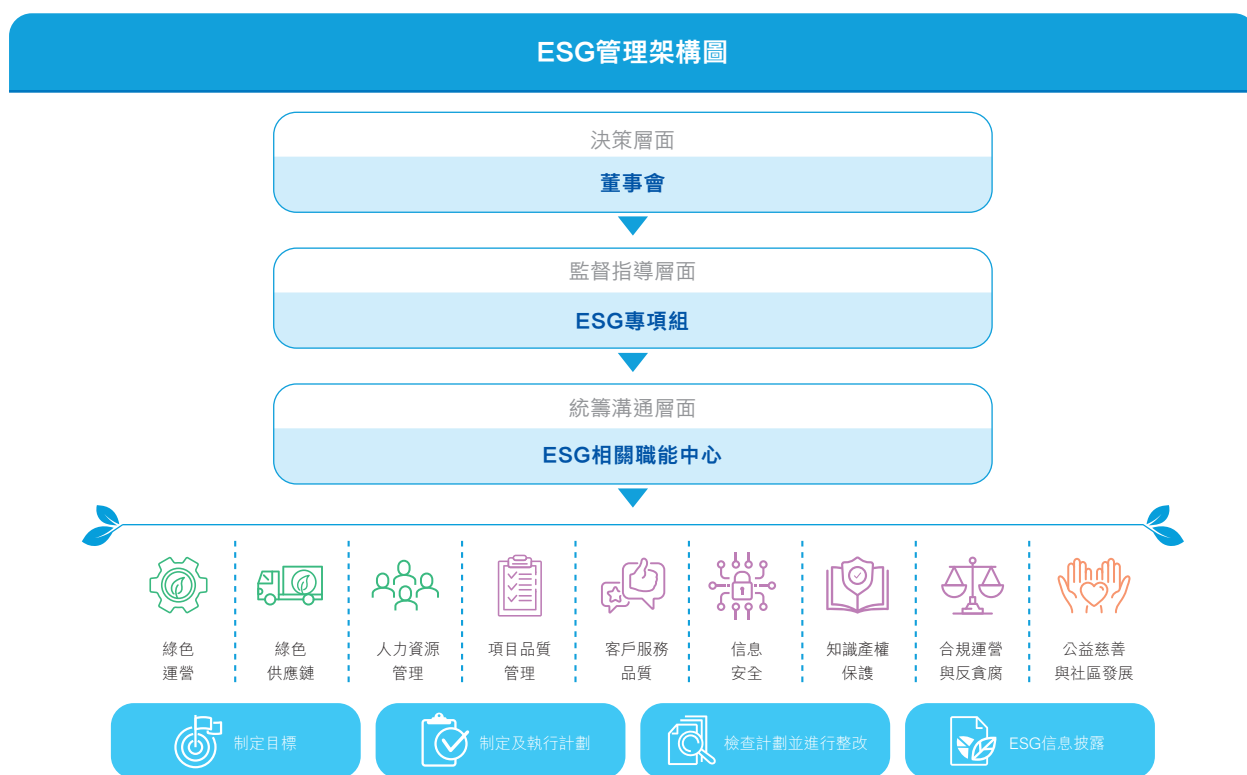 ESG管理架構圖
決策層面
董事會
監督指導層面
ESG專項組
統籌溝通層面
ESG相關職能中心
綠色
運營
綠色
供應鏈
人力資源
管理
項目品質
管理
客戶服務
品質
信息
安全
知識產權
保護
合規運營
與反貪腐
公益慈善
與社區發展
制定目標
制定及執行計劃
檢查計劃並進行整改
ESG信息披露